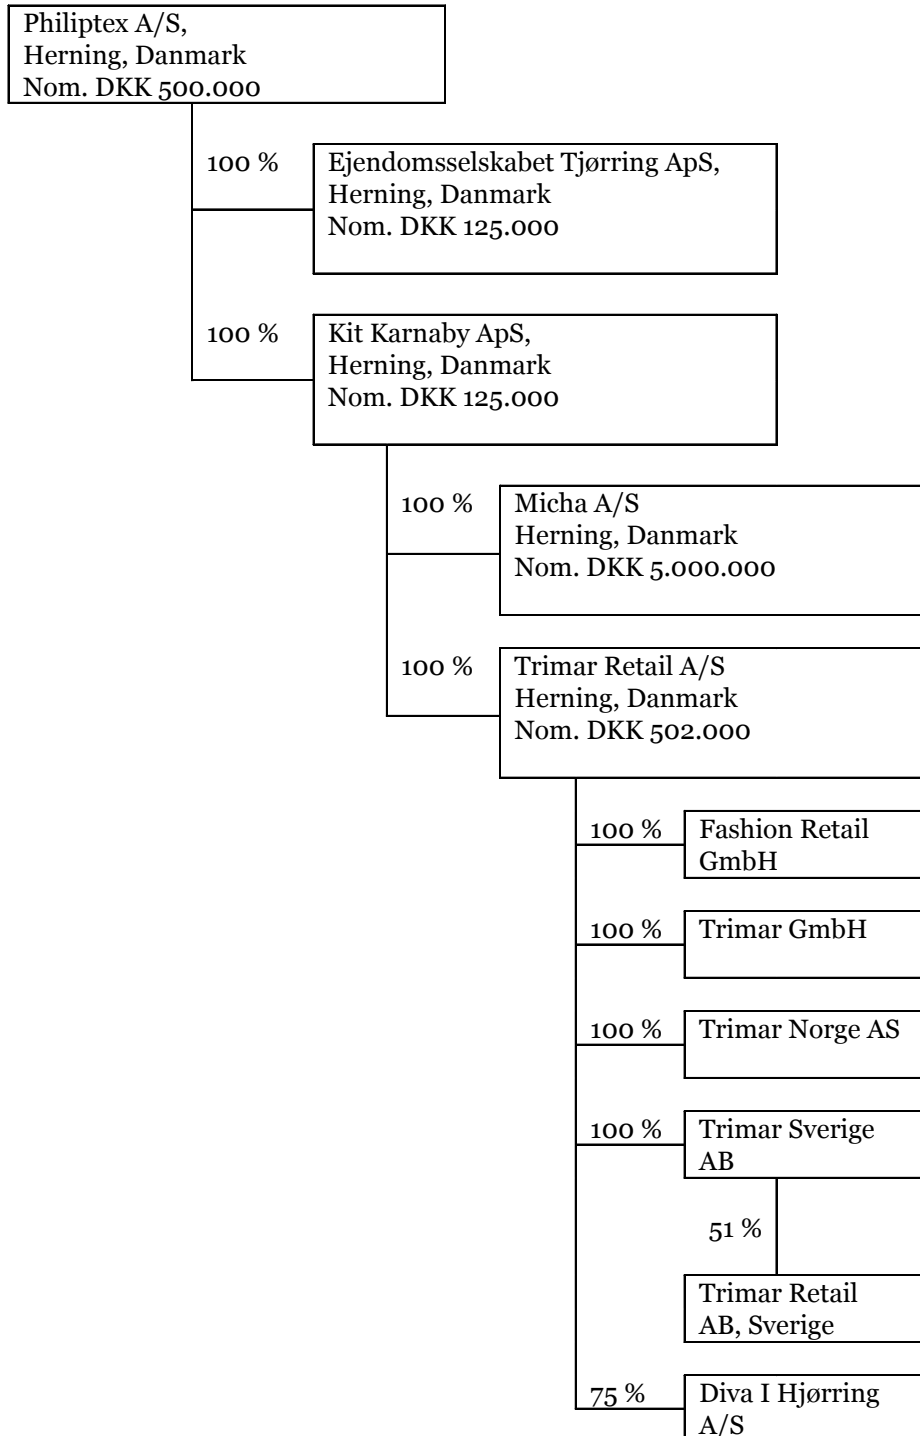 Philiptex A/S,
Herning, Danmark
Nom. DKK 500.000
100 %
Ejendomsselskabet Tjørring ApS,
Herning, Danmark
Nom. DKK 125.000
100 %
Kit Karnaby ApS,
Herning, Danmark
Nom. DKK 125.000
100 %
Micha A/S
Herning, Danmark
Nom. DKK 5.000.000
100 %
Trimar Retail A/S
Herning, Danmark
Nom. DKK 502.000
100 %
Fashion Retail
GmbH
100 %
Trimar GmbH
100 %
Trimar Norge AS
100 %
Trimar Sverige
AB
51 %
Trimar Retail
AB, Sverige
75 %
Diva I Hjørring
A/S